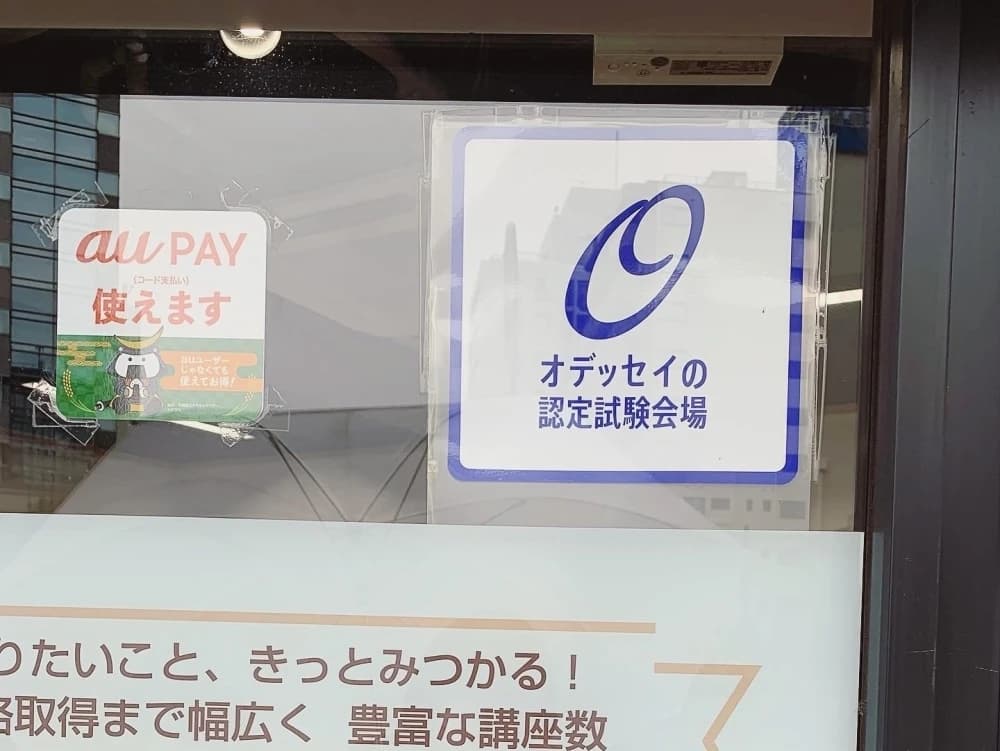 au PAY
(コード支払い)
使えます
auユーザー
じゃなくても
使えてお得!
オデッセイの
認定試験会場
りたいこと、きっとみつかる!
格取得まで幅広く 豊富な講座数